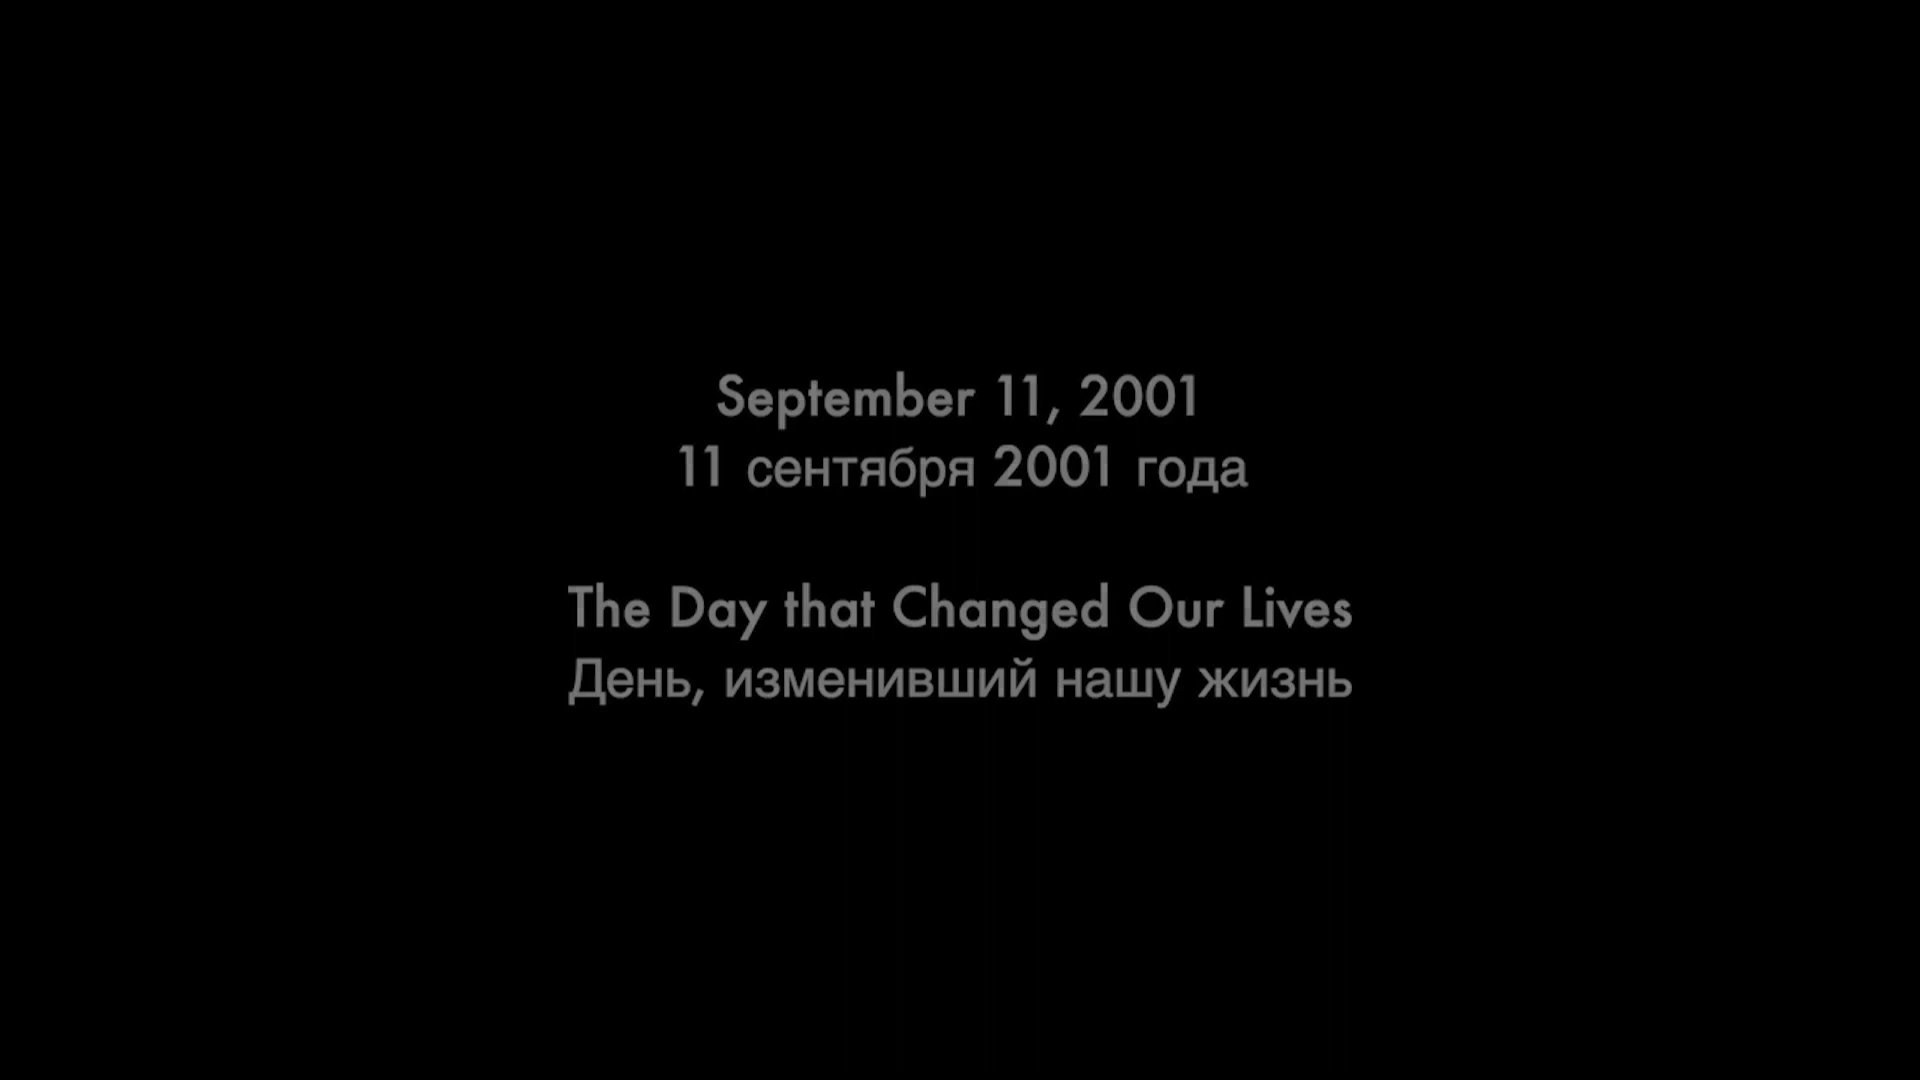 September 11, 2001
11 сентября 2001 года
The Day that Changed Our Lives
День, изменивший нашу жизнь